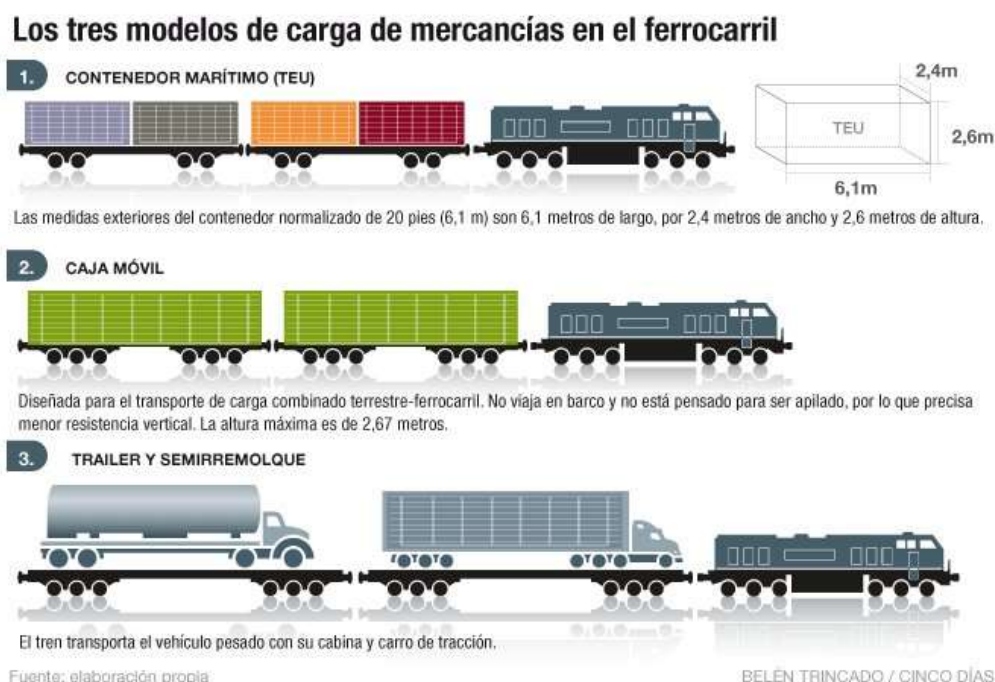 Los tres modelos de carga de mercancías en el ferrocarril
1. CONTENEDOR MARÍTIMO (TEU)
2,4m
TEU
2,6m
6,1m
Las medidas exteriores del contenedor normalizado de 20 pies (6,1 m) son 6,1 metros de largo, por 2,4 metros de ancho y 2,6 metros de altura.
2. CAJA MÓVIL
Diseñada para el transporte de carga combinado terrestre-ferrocarril. No viaja en barco y no está pensado para ser apilado, por lo que precisa
menor resistencia vertical. La altura máxima es de 2,67 metros.
3. TRAILER Y SEMIRREMOLQUE
El tren transporta el vehículo pesado con su cabina y carro de tracción.
Fuente: elaboración propia
BELÉN TRINCADO / CINCO DÍAS